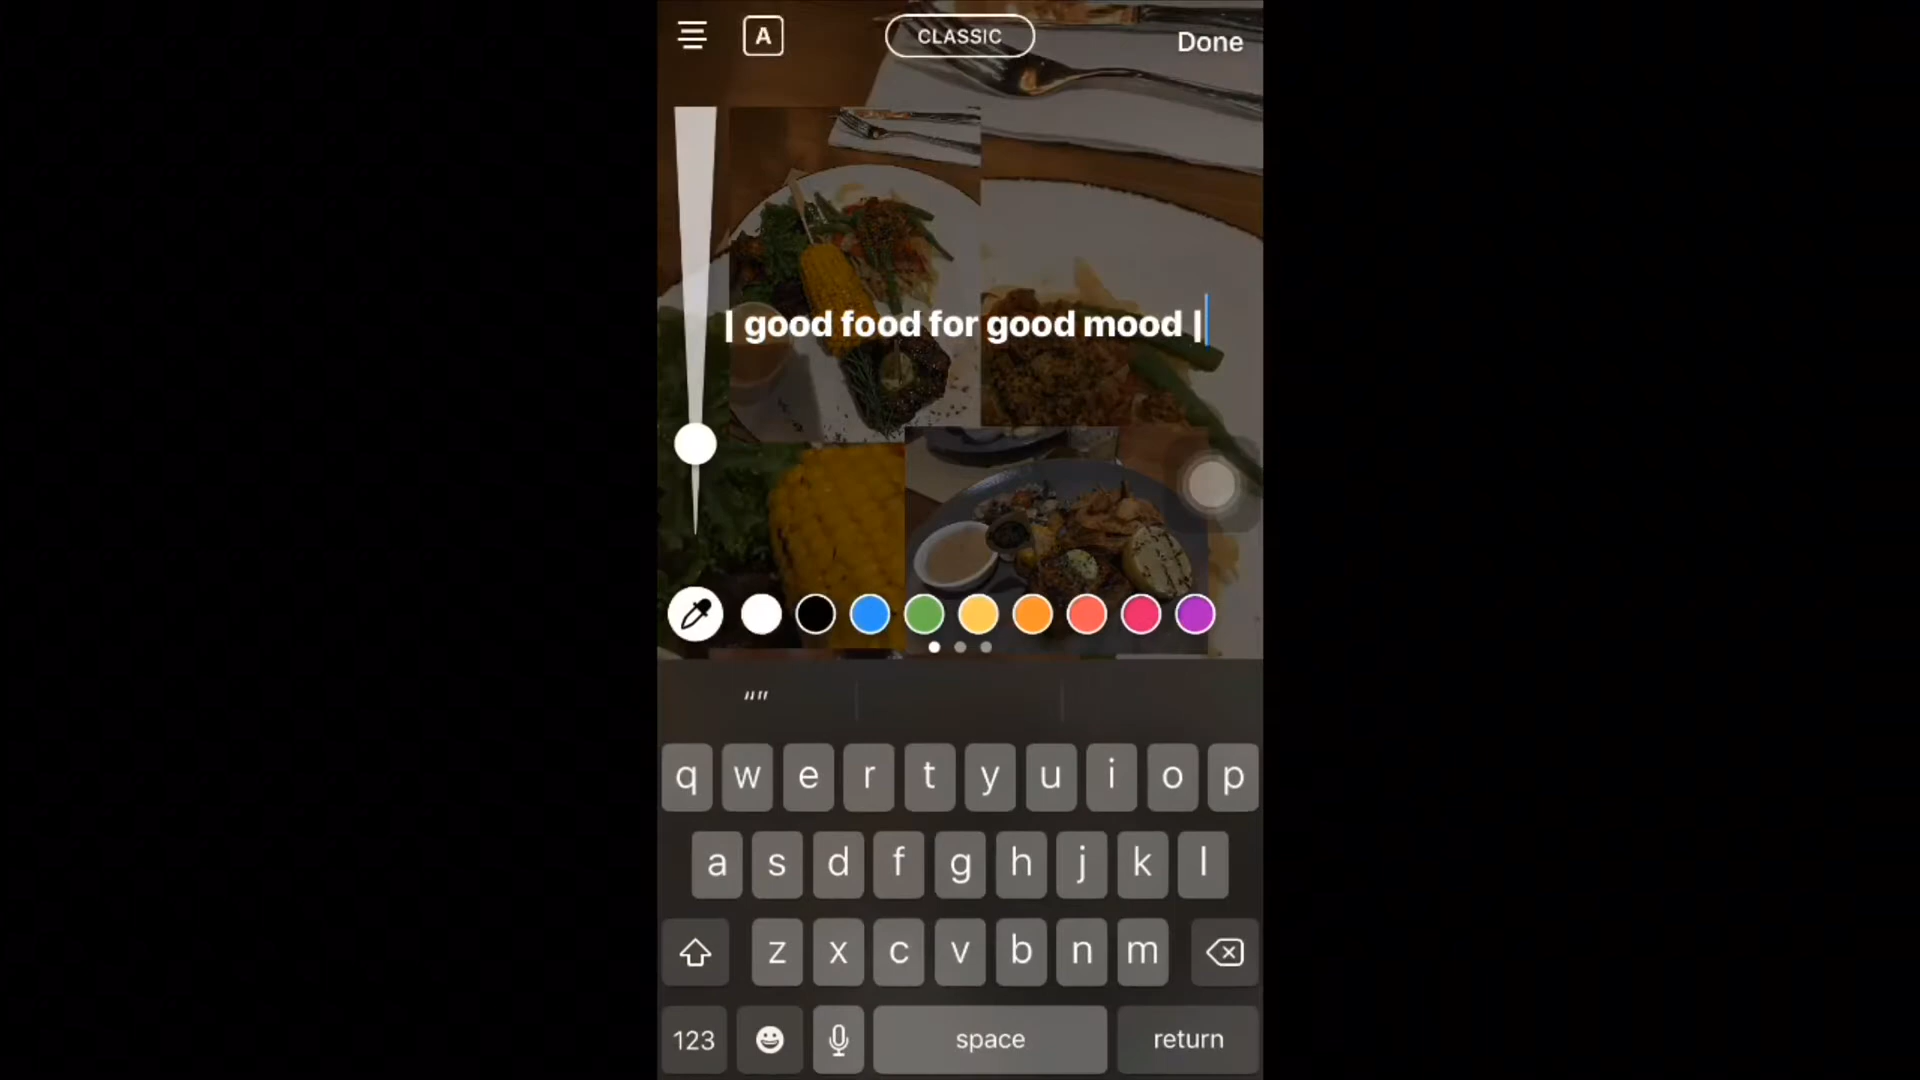 A CLASSIC Done
| good food for good mood |
“”
q w e r t y u i o p
a s d f g h j k l
z x c v b n m
123 space return